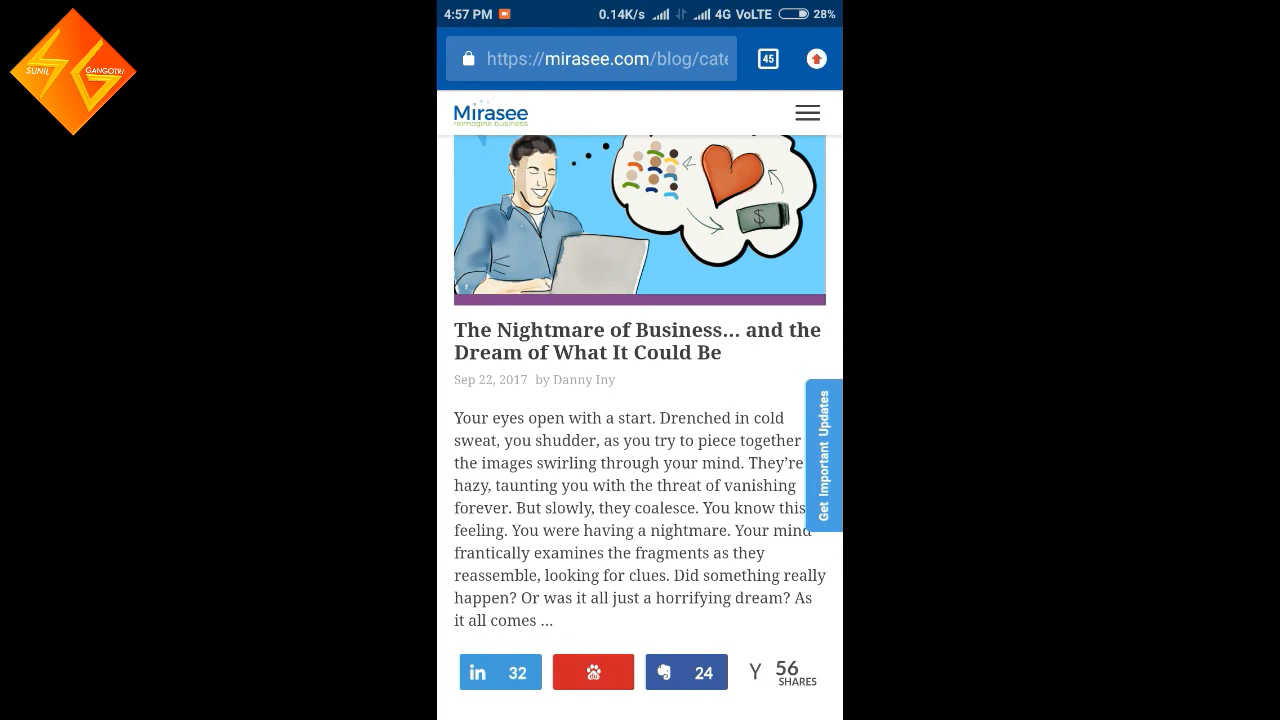 SUNIL GANGOTRI
4:57 PM 0.14K/s 4G VoLTE 28%
https://mirasee.com/blog/cate
45
Mirasee
reimagine business
$
The Nightmare of Business... and the
Dream of What It Could Be
Sep 22, 2017 by Danny Iny
Your eyes open with a start. Drenched in cold
sweat, you shudder, as you try to piece together
the images swirling through your mind. They're
hazy, taunting you with the threat of vanishing
forever. But slowly, they coalesce. You know this
feeling. You were having a nightmare. Your mind
frantically examines the fragments as they
reassemble, looking for clues. Did something really
happen? Or was it all just a horrifying dream? As
it all comes ...
Get Important Updates
in 32 24 Y 56
SHARES